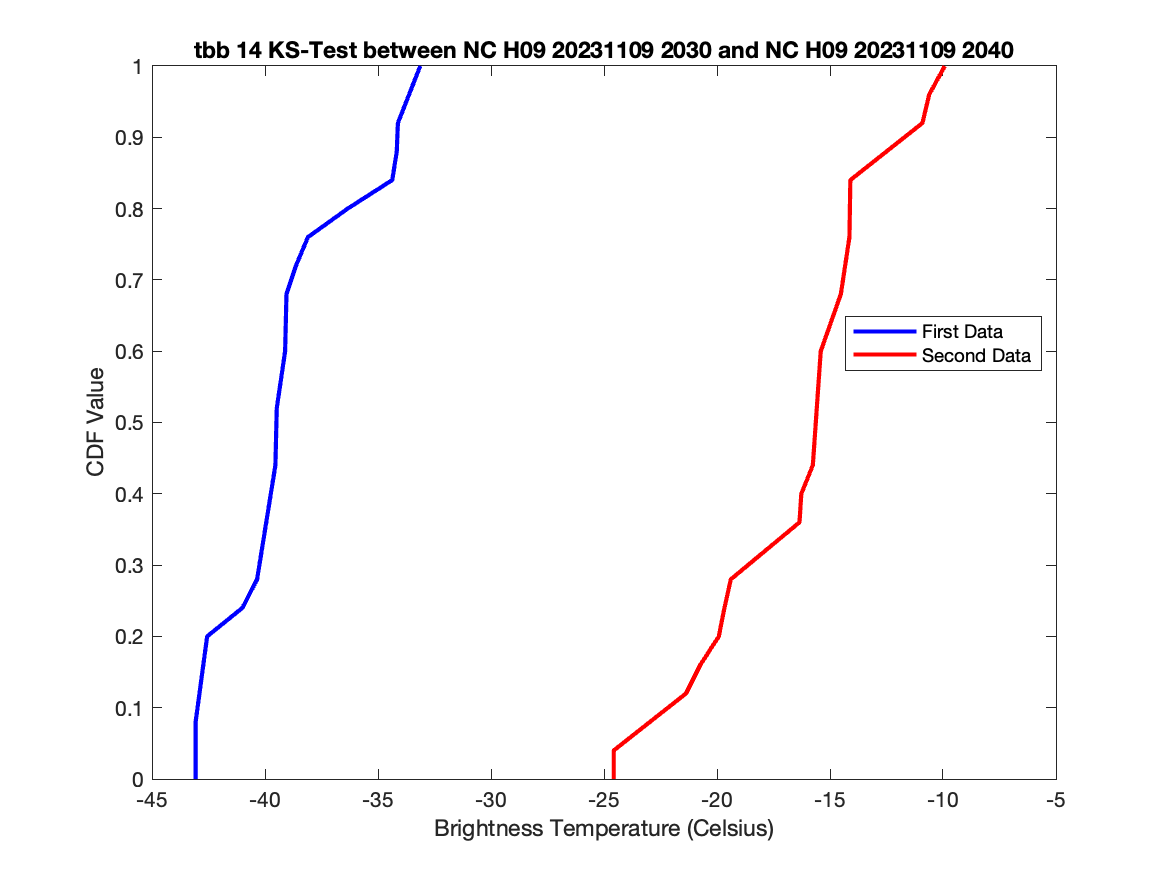 tbb 14 KS-Test between NC H09 20231109 2030 and NC H09 20231109 2040
1
0.9
0.8
0.7
0.6
0.5
0.4
0.3
0.2
0.1
0
CDF Value
First Data
Second Data
-45 -40 -35 -30 -25 -20 -15 -10 -5
Brightness Temperature (Celsius)